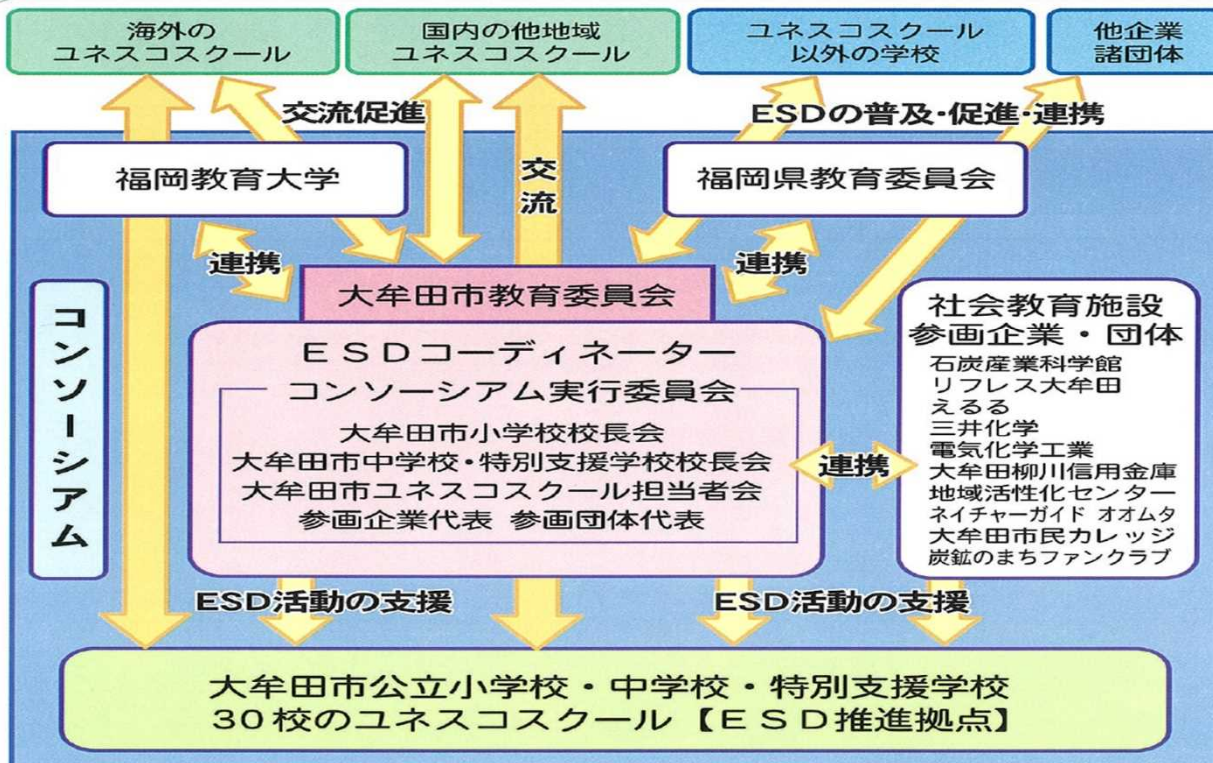 海外の
ユネスコスクール
国内の他地域
ユネスコスクール
ユネスコスクール
以外の学校
他企業
諸団体
交流促進
ESDの普及・促進・連携
福岡教育大学
交流
福岡県教育委員会
連携
連携
大牟田市教育委員会
コンソーシアム
ESDコーディネーター
コンソーシアム実行委員会
大牟田市小学校校長会
大牟田市中学校・特別支援学校校長会
大牟田市ユネスコスクール担当者会
参画企業代表 参画団体代表
連携
社会教育施設
参画企業・団体
石炭産業科学館
リフレス大牟田
えるる
三井化学
電気化学工業
大牟田柳川信用金庫
地域活性化センター
ネイチャーガイド オオムタ
大牟田市民カレッジ
炭鉱のまちファンクラブ
ESD活動の支援
ESD活動の支援
大牟田市公立小学校・中学校・特別支援学校
30校のユネスコスクール【ESD推進拠点】